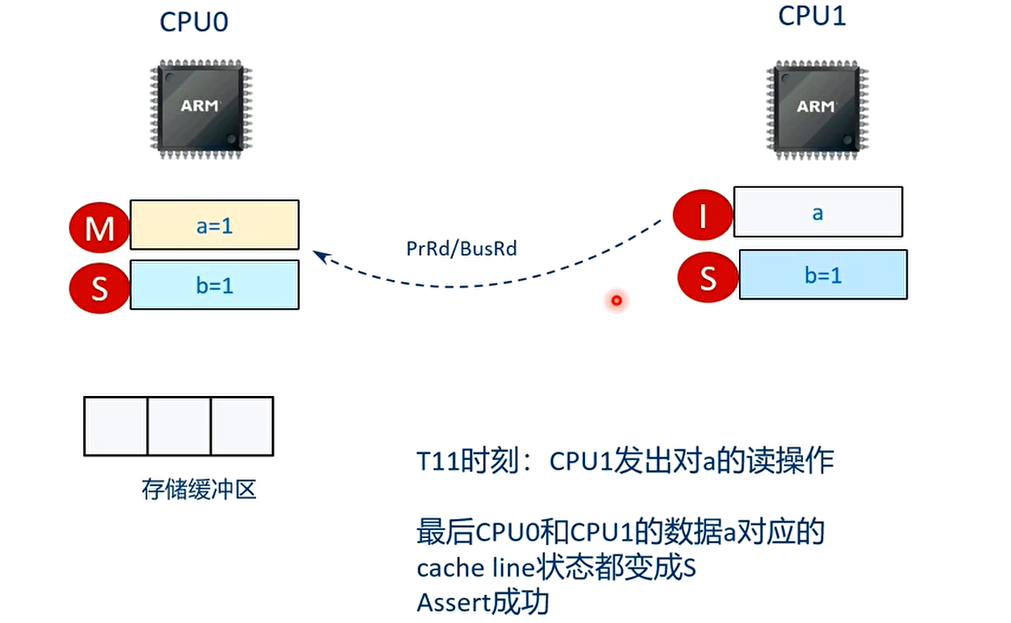 CPU0
CPU1
ARM
ARM
M
a=1
I
a
PrRd/BusRd
S
b=1
S
b=1
存储缓冲区
T11时刻：CPU1发出对a的读操作
最后CPU0和CPU1的数据a对应的
cache line状态都变成S
Assert成功